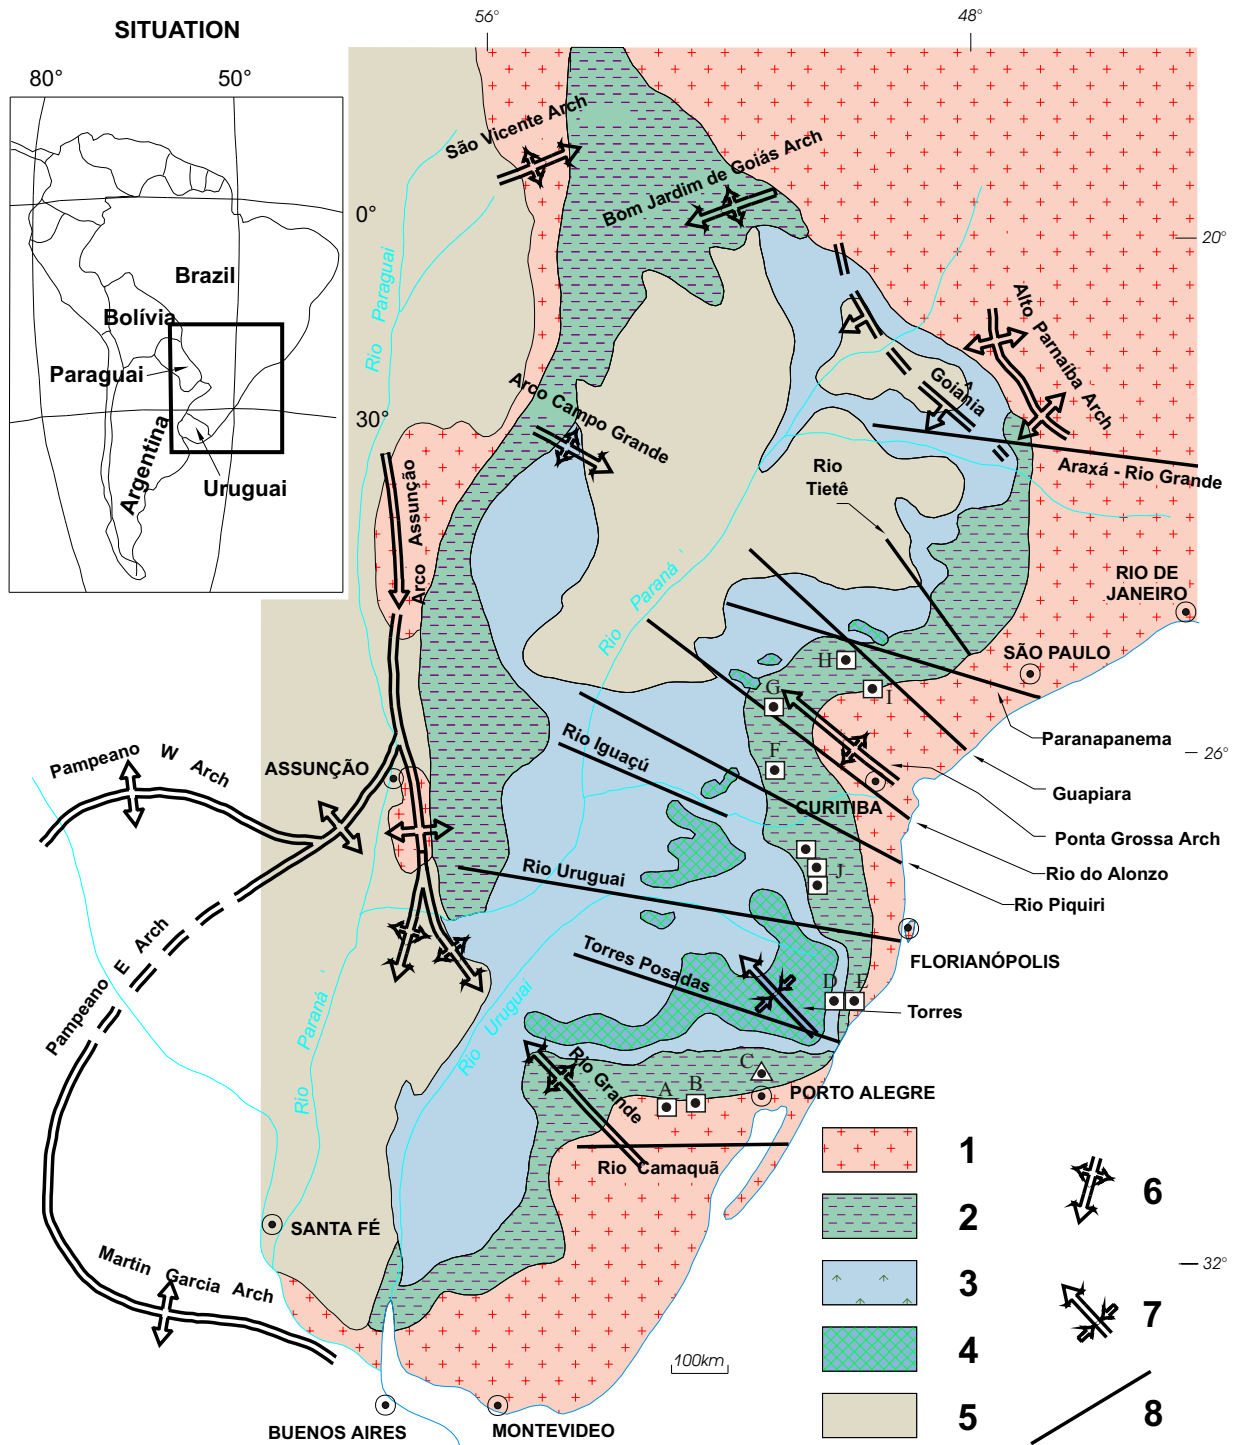 SITUATION
80°
50°
0°
30°
Brazil
Bolívia
Paraguai
Argentina
Uruguai
56°
48°
20°
26°
32°
São Vicente Arch
Bom Jardim de Goiás Arch
Rio Paraguai
Arco Campo Grande
Arco Assunção
Goiânia
Alto Parnaíba Arch
Araxá - Rio Grande
Rio
Tietê
RIO DE
JANEIRO
SÃO PAULO
Rio Paraná
H
I
G
F
Paranapanema
Guapiara
CURITIBA
Ponta Grossa Arch
Rio do Alonzo
Rio Piquiri
Rio Iguaçú
Pampeano W Arch
ASSUNÇÃO
J
Rio Uruguai
FLORIANÓPOLIS
Pampeano E Arch
Torres Posadas
D
E
Torres
Rio Paraná
Rio Uruguai
Rio Grande
C
A
B
PORTO ALEGRE
Rio Camaquã
SANTA FÉ
Martin Garcia Arch
100km
BUENOS AIRES
MONTEVIDEO
1
2
3
4
5
6
7
8